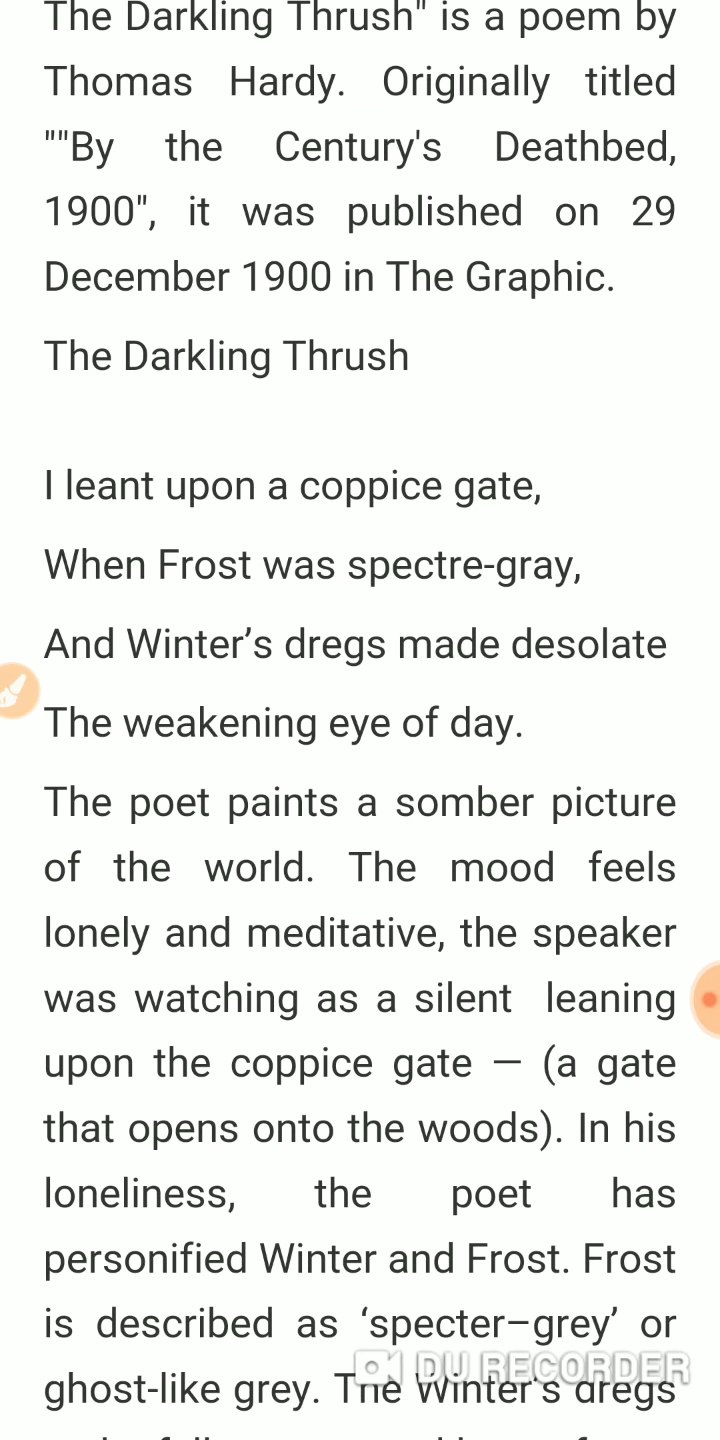 The Darkling Thrush" is a poem by
Thomas Hardy. Originally titled
""By the Century's Deathbed,
1900", it was published on 29
December 1900 in The Graphic.
The Darkling Thrush
I leant upon a coppice gate,
When Frost was spectre-gray,
And Winter’s dregs made desolate
The weakening eye of day.
The poet paints a somber picture
of the world. The mood feels
lonely and meditative, the speaker
was watching as a silent leaning
upon the coppice gate — (a gate
that opens onto the woods). In his
loneliness, the poet has
personified Winter and Frost. Frost
is described as ‘specter–grey’ or
DU RECORDER
ghost-like grey. The Winter's dregs